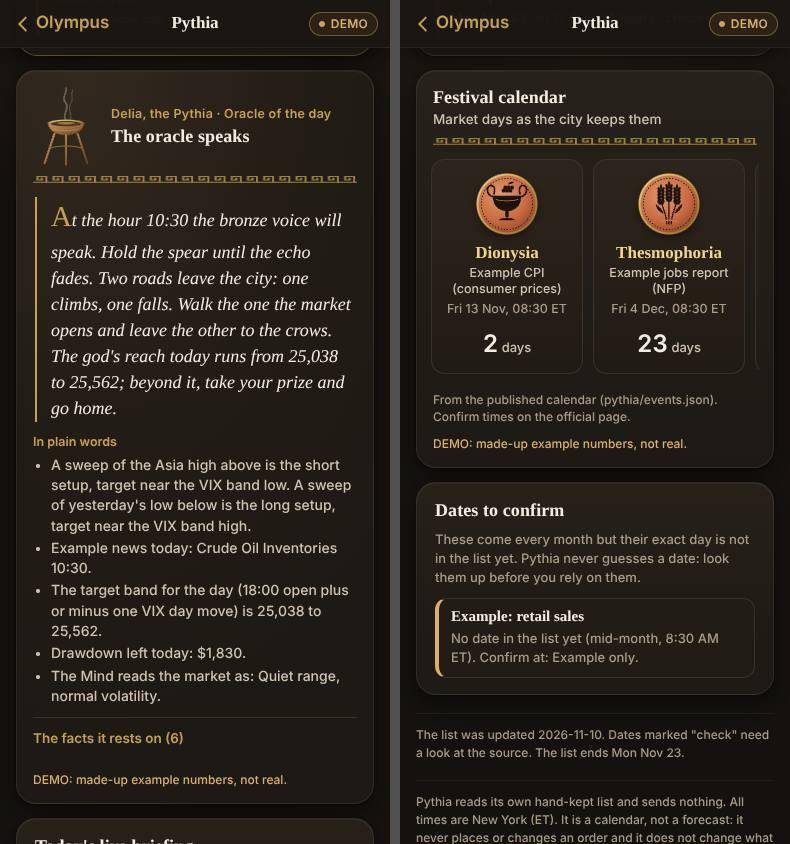 Olympus
Pythia
DEMO
Delia, the Pythia · Oracle of the day
The oracle speaks
At the hour 10:30 the bronze voice will
speak. Hold the spear until the echo
fades. Two roads leave the city: one
climbs, one falls. Walk the one the market
opens and leave the other to the crows.
The god's reach today runs from 25,038
to 25,562; beyond it, take your prize and
go home.
In plain words
• A sweep of the Asia high above is the short
setup, target near the VIX band low. A sweep
of yesterday's low below is the long setup,
target near the VIX band high.
• Example news today: Crude Oil Inventories
10:30.
• The target band for the day (18:00 open plus
or minus one VIX day move) is 25,038 to
25,562.
• Drawdown left today: $1,830.
• The Mind reads the market as: Quiet range,
normal volatility.
The facts it rests on (6)
DEMO: made-up example numbers, not real.
Today's live briefing
Olympus
Pythia
DEMO
Festival calendar
Market days as the city keeps them
Dionysia
Example CPI
(consumer prices)
Fri 13 Nov, 08:30 ET
2 days
Thesmophoria
Example jobs report
(NFP)
Fri 4 Dec, 08:30 ET
23 days
From the published calendar (pythia/events.json).
Confirm times on the official page.
DEMO: made-up example numbers, not real.
Dates to confirm
These come every month but their exact day is not
in the list yet. Pythia never guesses a date: look
them up before you rely on them.
Example: retail sales
No date in the list yet (mid-month, 8:30 AM
ET). Confirm at: Example only.
The list was updated 2026-11-10. Dates marked "check" need
a look at the source. The list ends Mon Nov 23.
Pythia reads its own hand-kept list and sends nothing. All
times are New York (ET). It is a calendar, not a forecast: it
never places or changes an order and it does not change what